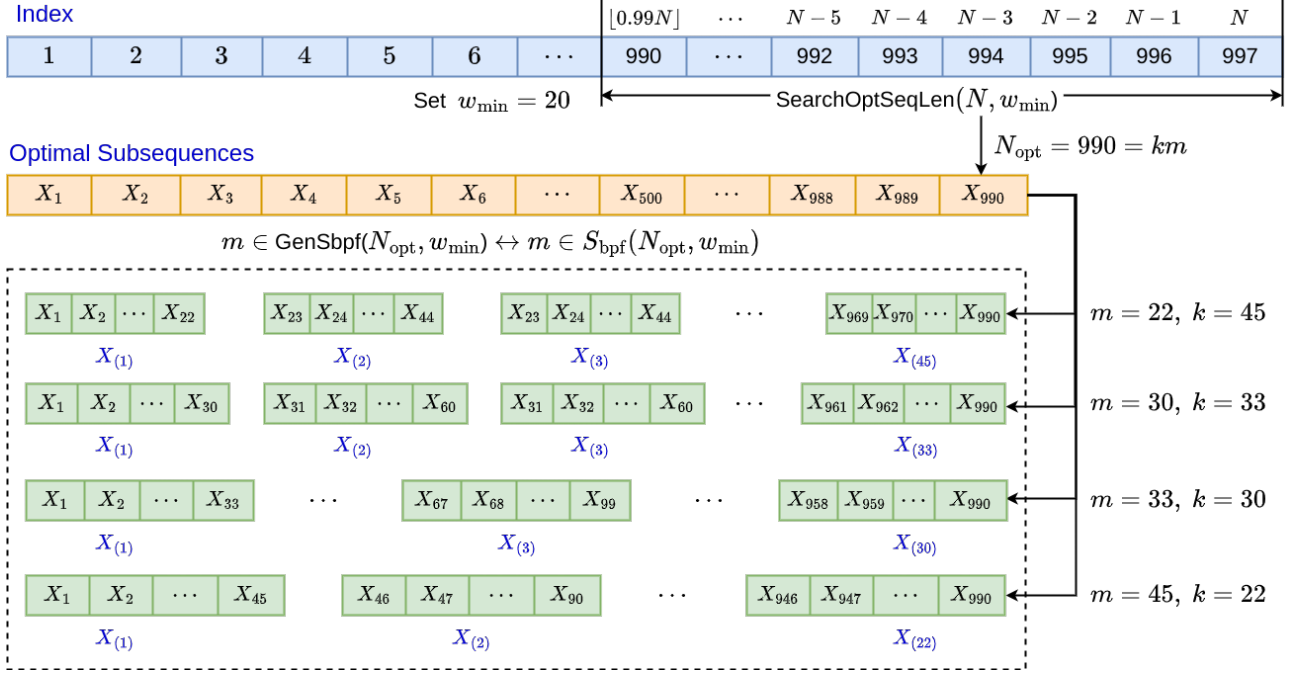 Index
⌊0.99N⌋ ··· N − 5 N − 4 N − 3 N − 2 N − 1 N
1 2 3 4 5 6 ··· 990 ··· 992 993 994 995 996 997
Set w_min = 20
SearchOptSeqLen(N, w_min)
N_opt = 990 = km
Optimal Subsequences
X_1 X_2 X_3 X_4 X_5 X_6 ··· X_500 ··· X_988 X_989 X_990
m ∈ GenSbpf(N_opt, w_min) ↔ m ∈ S_bpf(N_opt, w_min)
X_1 X_2 ··· X_22 X_23 X_24 ··· X_44 X_23 X_24 ··· X_44 ··· X_969 X_970 ··· X_990 m = 22, k = 45
X_(1) X_(2) X_(3) X_(45)
X_1 X_2 ··· X_30 X_31 X_32 ··· X_60 X_31 X_32 ··· X_60 ··· X_961 X_962 ··· X_990 m = 30, k = 33
X_(1) X_(2) X_(3) X_(33)
X_1 X_2 ··· X_33 ··· X_67 X_68 ··· X_99 ··· X_958 X_959 ··· X_990 m = 33, k = 30
X_(1) X_(3) X_(30)
X_1 X_2 ··· X_45 X_46 X_47 ··· X_90 ··· X_946 X_947 ··· X_990 m = 45, k = 22
X_(1) X_(2) X_(22)